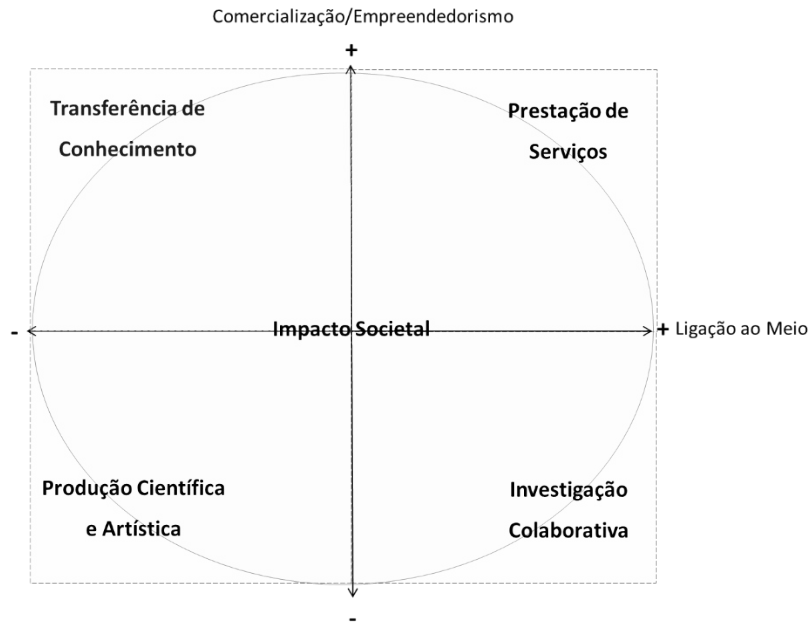 Comercialização/Empreendedorismo
+
Transferência de
Conhecimento
Prestação de
Serviços
-
Impacto Societal
+ Ligação ao Meio
Produção Científica
e Artística
Investigação
Colaborativa
-